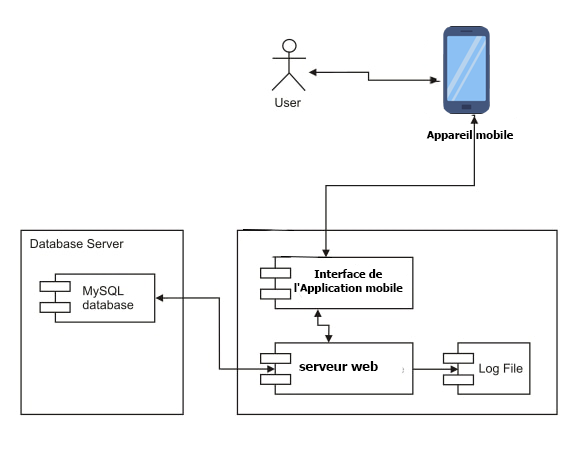 User
Appareil mobile
Database Server
MySQL
database
Interface de
l'Application mobile
serveur web
Log File